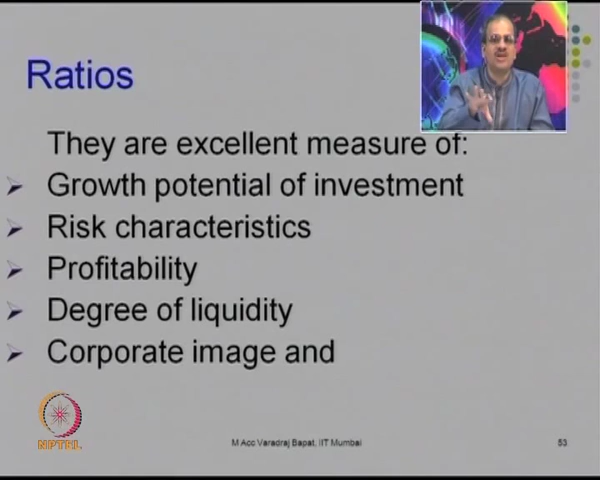 Ratios
They are excellent measure of:
Growth potential of investment
Risk characteristics
Profitability
Degree of liquidity
Corporate image and
NPTEL
M Acc Varadraj Bapat, IIT Mumbai
53